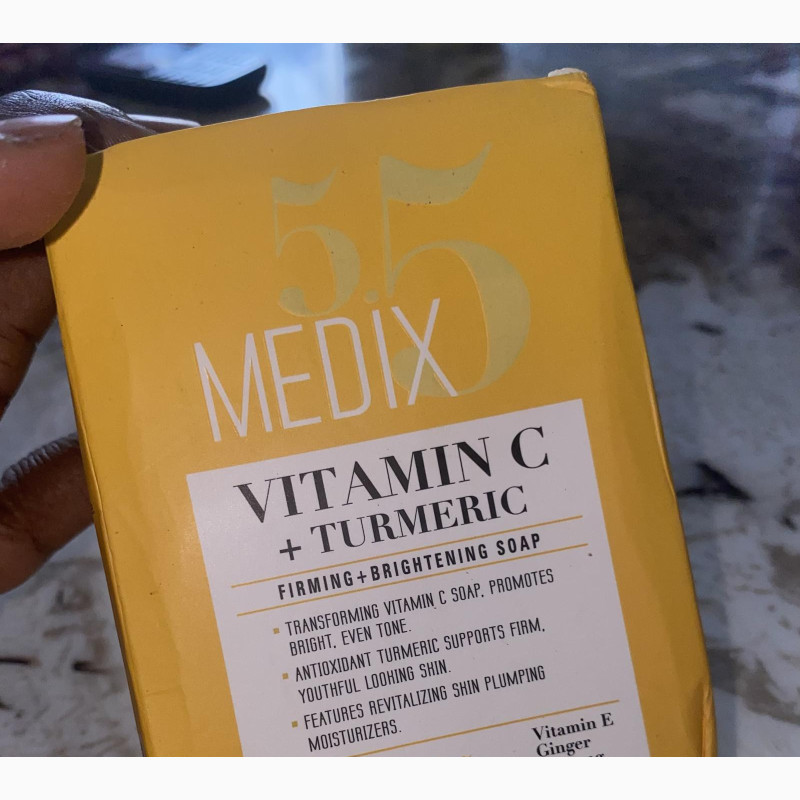 5.5
MEDiX
VITAMIN C
+ TURMERIC
FIRMING+BRIGHTENING SOAP
▪ TRANSFORMING VITAMIN C SOAP, PROMOTES
BRIGHT, EVEN TONE.
▪ ANTIOXIDANT TURMERIC SUPPORTS FIRM,
YOUTHFUL LOOHING SKIN.
▪ FEATURES REVITALIZING SKIN PLUMPING
MOISTURIZERS.
Vitamin E
Ginger